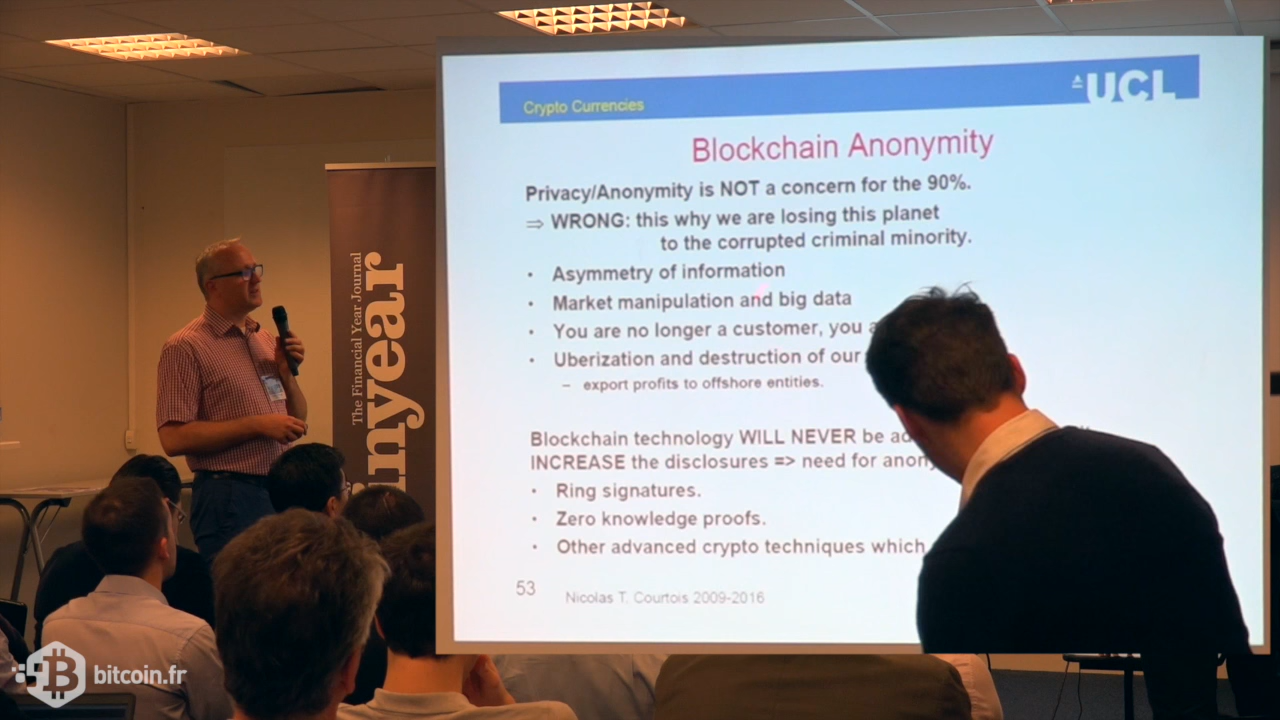 Crypto Currencies
UCL
Blockchain Anonymity
Privacy/Anonymity is NOT a concern for the 90%.
⇒ WRONG: this why we are losing this planet
to the corrupted criminal minority.
• Asymmetry of information
• Market manipulation and big data
• You are no longer a customer, you
• Uberization and destruction of our
– export profits to offshore entities.
Blockchain technology WILL NEVER be
INCREASE the disclosures => need for
• Ring signatures.
• Zero knowledge proofs.
• Other advanced crypto techniques which
53
Nicolas T. Courtois 2009-2016
The Financial Year Journal
inyear
bitcoin.fr